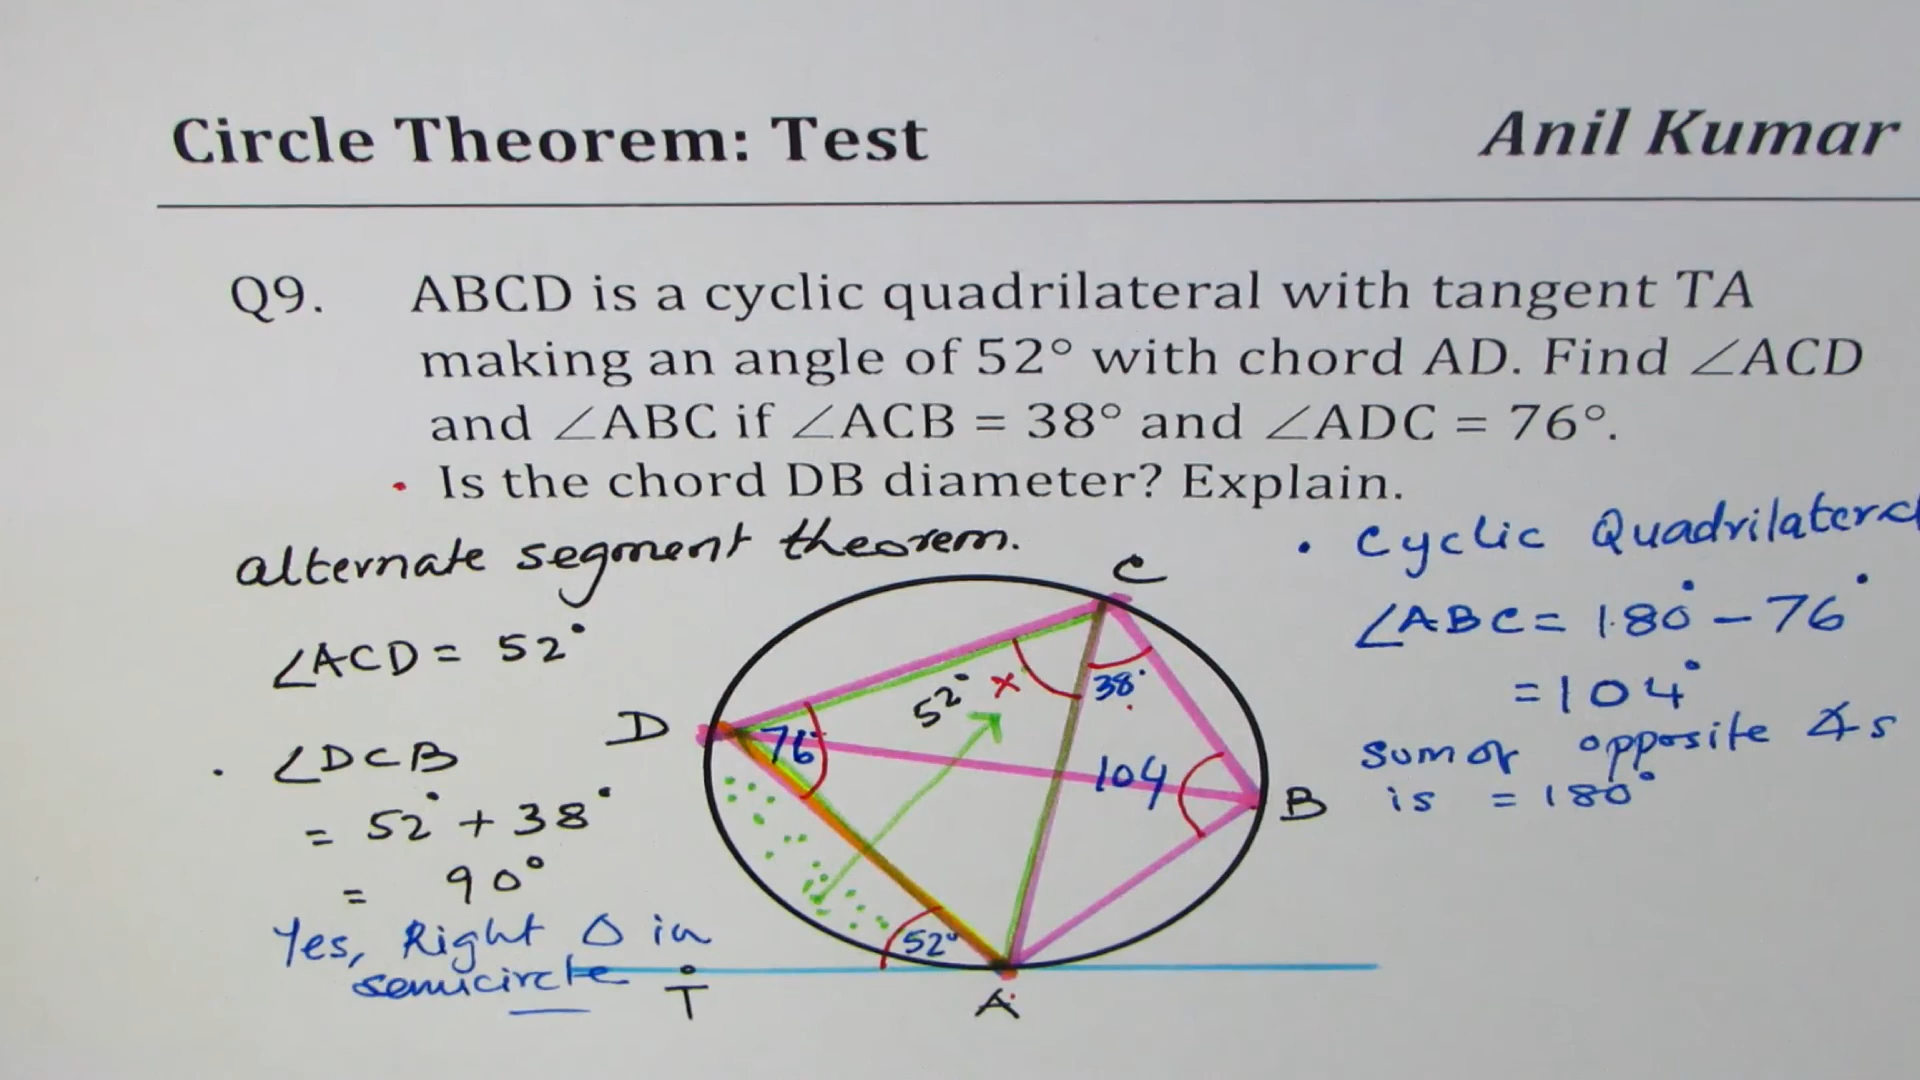 Circle Theorem: Test
Anil Kumar
Q9. ABCD is a cyclic quadrilateral with tangent TA
making an angle of 52° with chord AD. Find ∠ACD
and ∠ABC if ∠ACB = 38° and ∠ADC = 76°.
• Is the chord DB diameter? Explain.
alternate segment theorem.
∠ACD = 52°
• ∠DCB
= 52° + 38°
= 90°
Yes, Right △ in
semicircle
C
D
B
A
T
52° ×
38°
76°
104
52°
• Cyclic Quadrilateral
∠ABC = 180° - 76°
= 104°
Sum of opposite ∡s
is = 180°